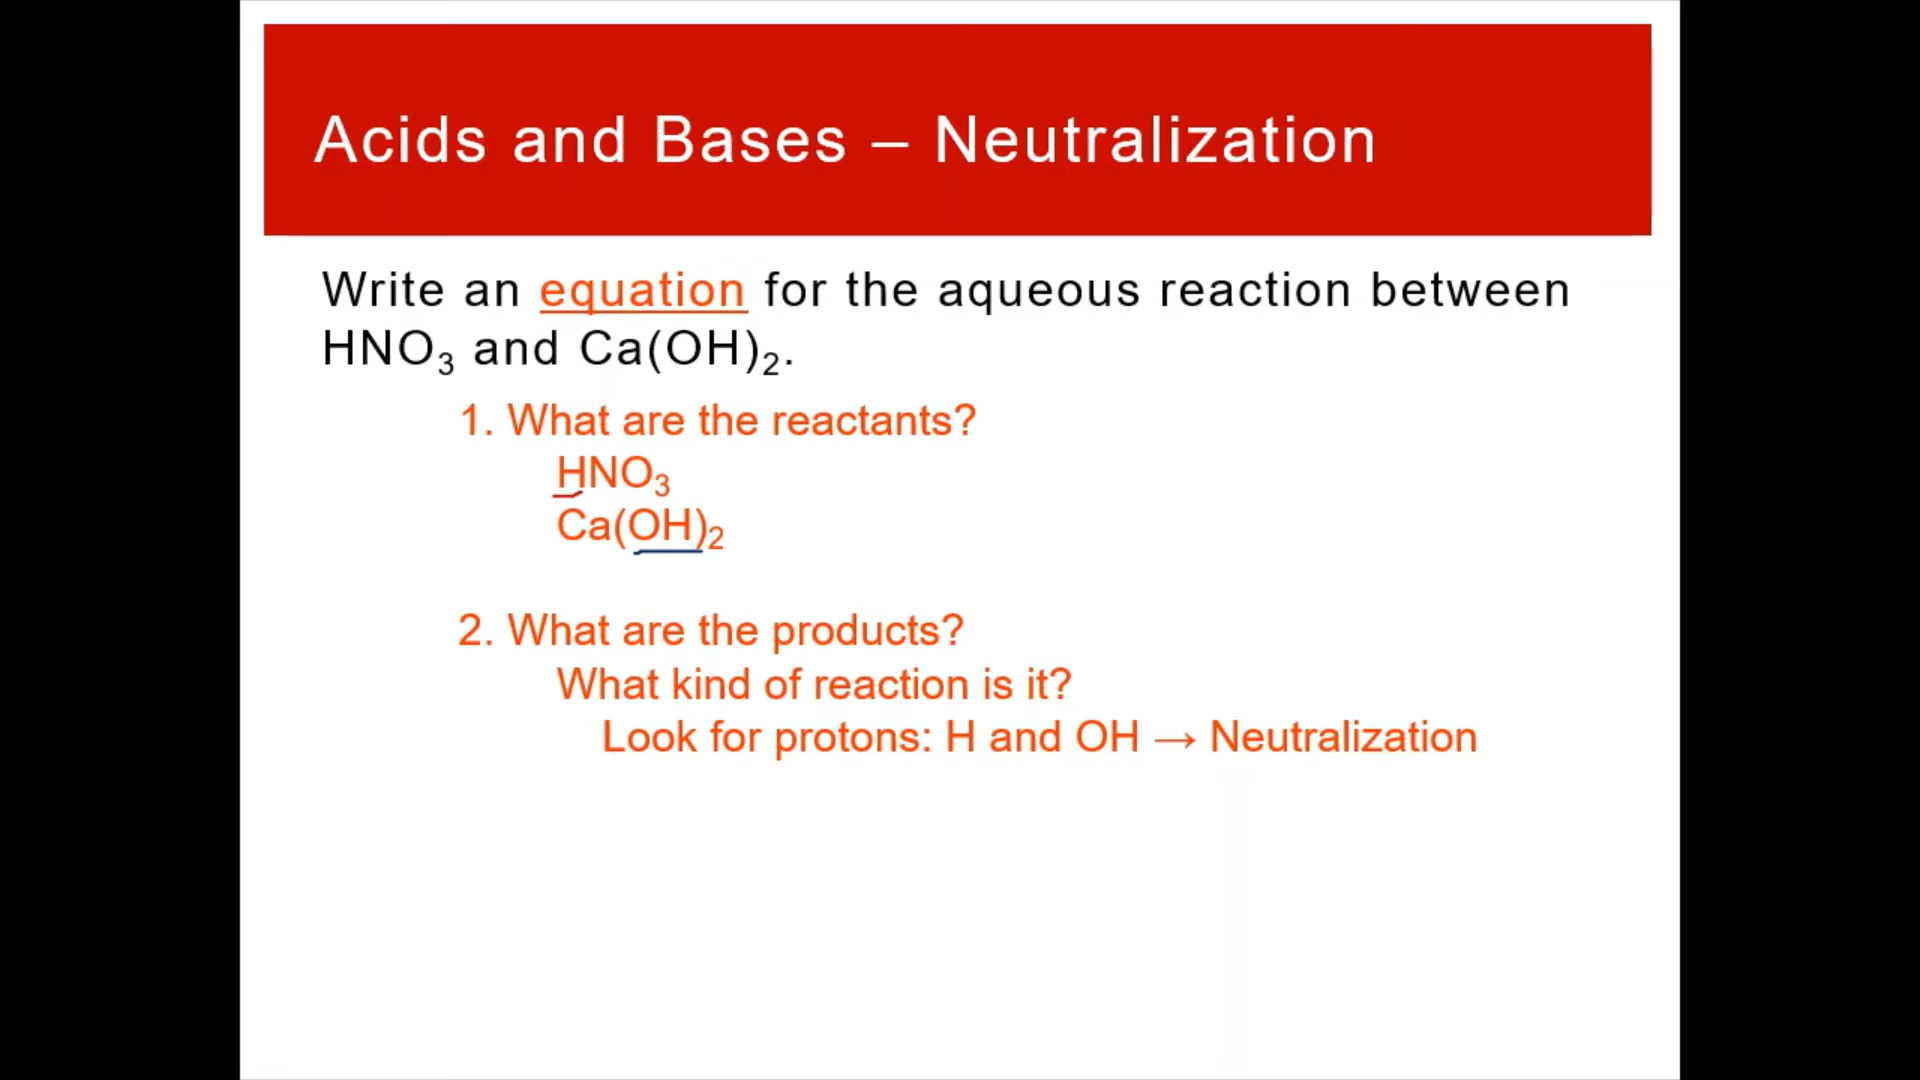 Acids and Bases – Neutralization
Write an equation for the aqueous reaction between
HNO₃ and Ca(OH)₂.
1. What are the reactants?
HNO₃
Ca(OH)₂
2. What are the products?
What kind of reaction is it?
Look for protons: H and OH → Neutralization